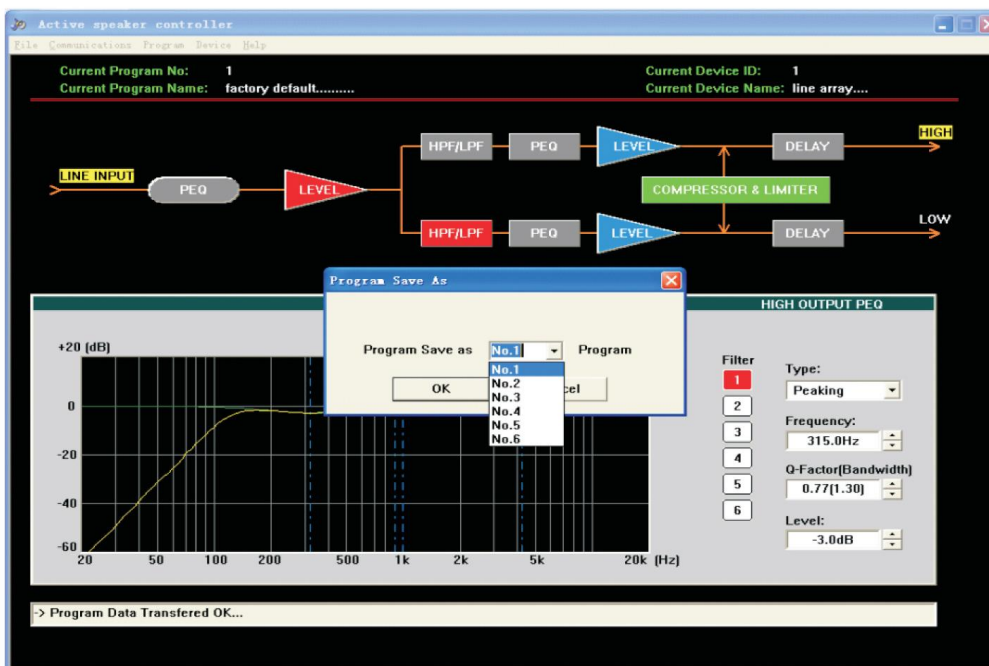 Active speaker controller
File Communications Program Device Help
Current Program No: 1
Current Program Name: factory default..........
Current Device ID: 1
Current Device Name: line array....
LINE INPUT
PEQ
LEVEL
HPF/LPF
PEQ
LEVEL
DELAY
HIGH
COMPRESSOR & LIMITER
HPF/LPF
PEQ
LEVEL
DELAY
LOW
Program Save As
Program Save as No.1 Program
OK
cel
No.1
No.2
No.3
No.4
No.5
No.6
HIGH OUTPUT PEQ
+20 (dB)
0
-20
-40
-60
20 50 100 200 500 1k 2k 5k 20k (Hz)
Filter
1
2
3
4
5
6
Type:
Peaking
Frequency:
315.0Hz
Q-Factor(Bandwidth)
0.77(1.30)
Level:
-3.0dB
-> Program Data Transfered OK...